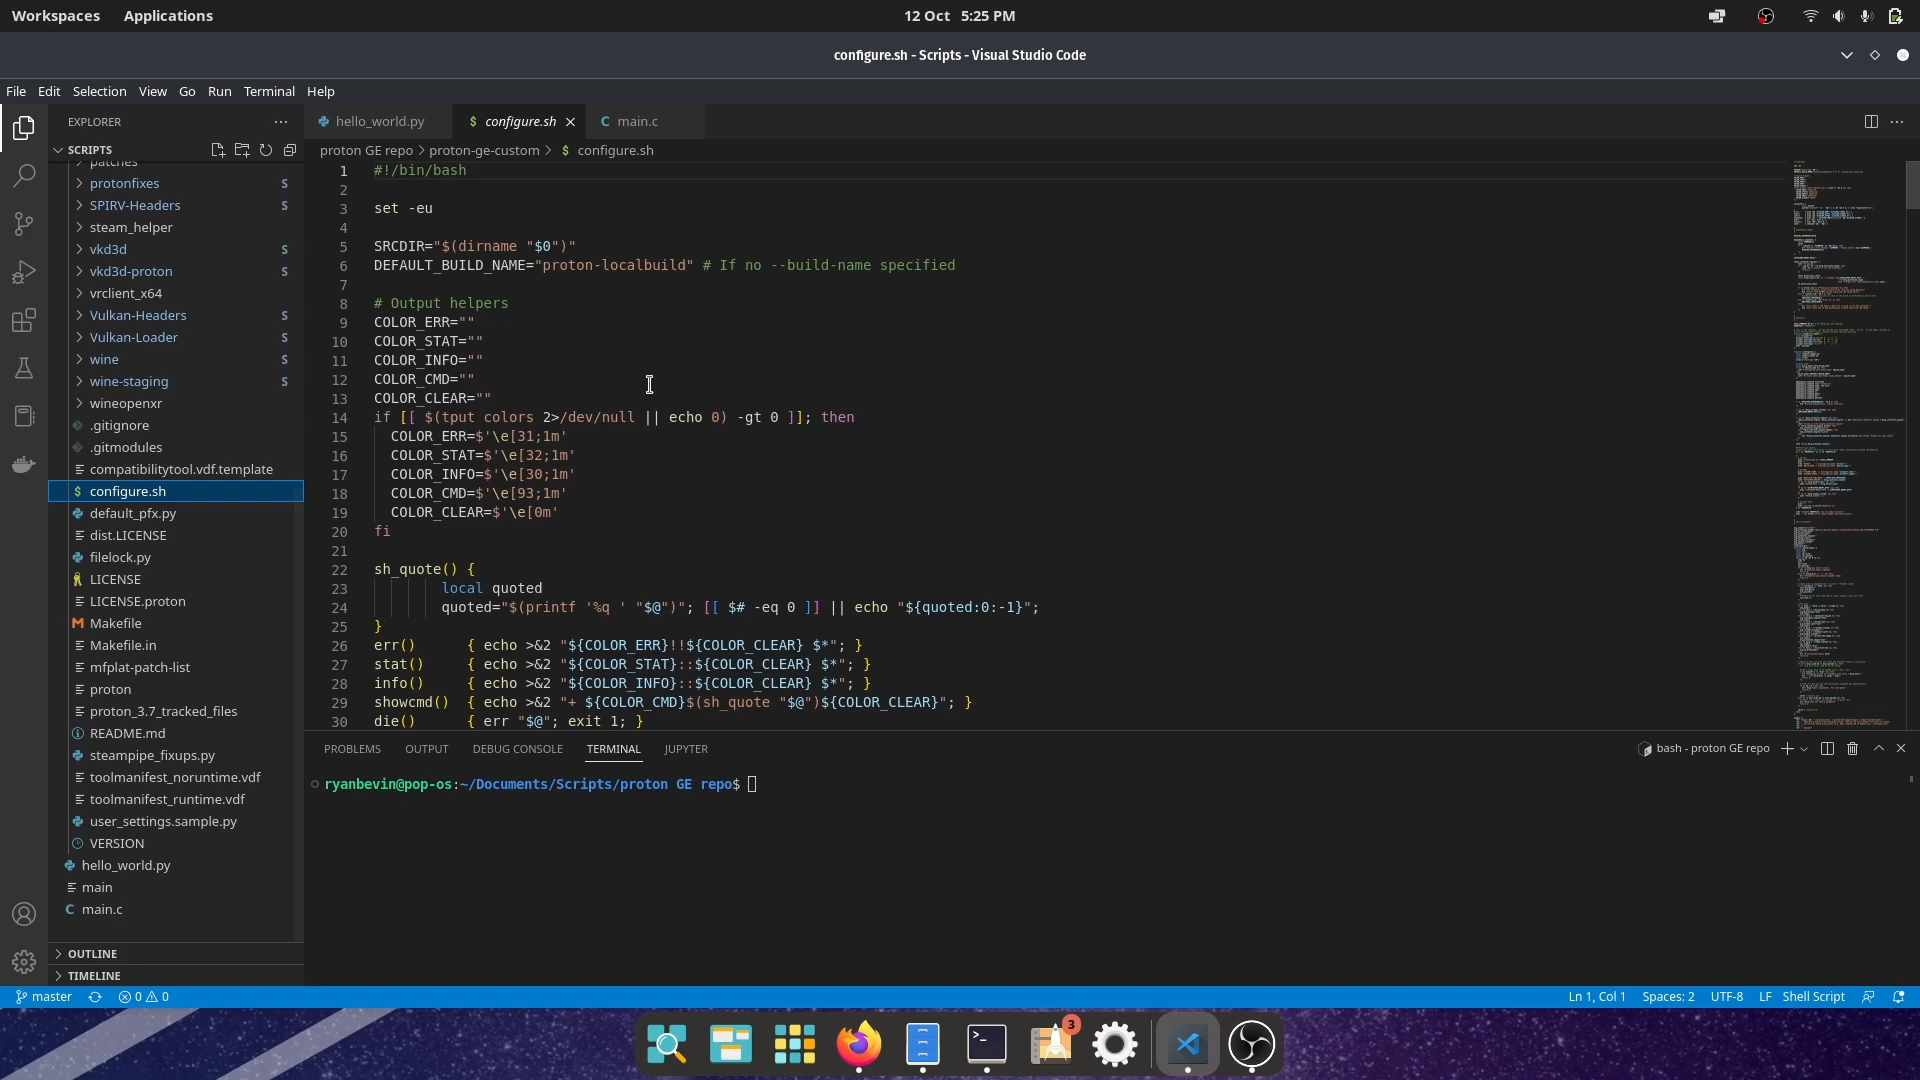 Workspaces Applications 12 Oct 5:25 PM
configure.sh - Scripts - Visual Studio Code
File Edit Selection View Go Run Terminal Help
EXPLORER
SCRIPTS
patches
protonfixes S
SPIRV-Headers S
steam_helper
vkd3d S
vkd3d-proton S
vrclient_x64
Vulkan-Headers S
Vulkan-Loader S
wine S
wine-staging S
wineopenxr
.gitignore
.gitmodules
compatibilitytool.vdf.template
$ configure.sh
default_pfx.py
dist.LICENSE
filelock.py
LICENSE
LICENSE.proton
Makefile
Makefile.in
mfplat-patch-list
proton
proton_3.7_tracked_files
README.md
steampipe_fixups.py
toolmanifest_noruntime.vdf
toolmanifest_runtime.vdf
user_settings.sample.py
VERSION
hello_world.py
main
C main.c
OUTLINE
TIMELINE
hello_world.py $ configure.sh C main.c
proton GE repo > proton-ge-custom > $ configure.sh
1 #!/bin/bash
2
3 set -eu
4
5 SRCDIR="$(dirname "$0")"
6 DEFAULT_BUILD_NAME="proton-localbuild" # If no --build-name specified
7
8 # Output helpers
9 COLOR_ERR=""
10 COLOR_STAT=""
11 COLOR_INFO=""
12 COLOR_CMD=""
13 COLOR_CLEAR=""
14 if [[ $(tput colors 2>/dev/null || echo 0) -gt 0 ]]; then
15 COLOR_ERR=$'\e[31;1m'
16 COLOR_STAT=$'\e[32;1m'
17 COLOR_INFO=$'\e[30;1m'
18 COLOR_CMD=$'\e[93;1m'
19 COLOR_CLEAR=$'\e[0m'
20 fi
21
22 sh_quote() {
23 local quoted
24 quoted="$(printf '%q ' "$@")"; [[ $# -eq 0 ]] || echo "${quoted:0:-1}";
25 }
26 err() { echo >&2 "${COLOR_ERR}!!${COLOR_CLEAR} $*"; }
27 stat() { echo >&2 "${COLOR_STAT}::${COLOR_CLEAR} $*"; }
28 info() { echo >&2 "${COLOR_INFO}::${COLOR_CLEAR} $*"; }
29 showcmd() { echo >&2 "+ ${COLOR_CMD}$(sh_quote "$@")${COLOR_CLEAR}"; }
30 die() { err "$@"; exit 1; }
PROBLEMS OUTPUT DEBUG CONSOLE TERMINAL JUPYTER bash - proton GE repo
ryanbevin@pop-os:~/Documents/Scripts/proton GE repo$
master 0 0 Ln 1, Col 1 Spaces: 2 UTF-8 LF Shell Script
3